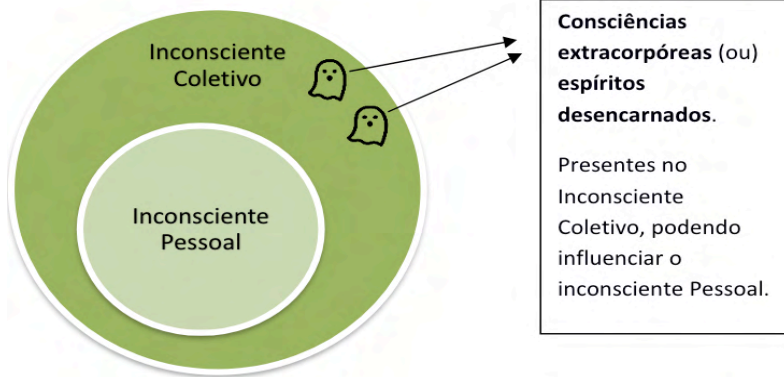 Inconsciente
Coletivo
Inconsciente
Pessoal
Consciências
extracorpóreas (ou)
espíritos
desencarnados.
Presentes no
Inconsciente
Coletivo, podendo
influenciar o
inconsciente Pessoal.